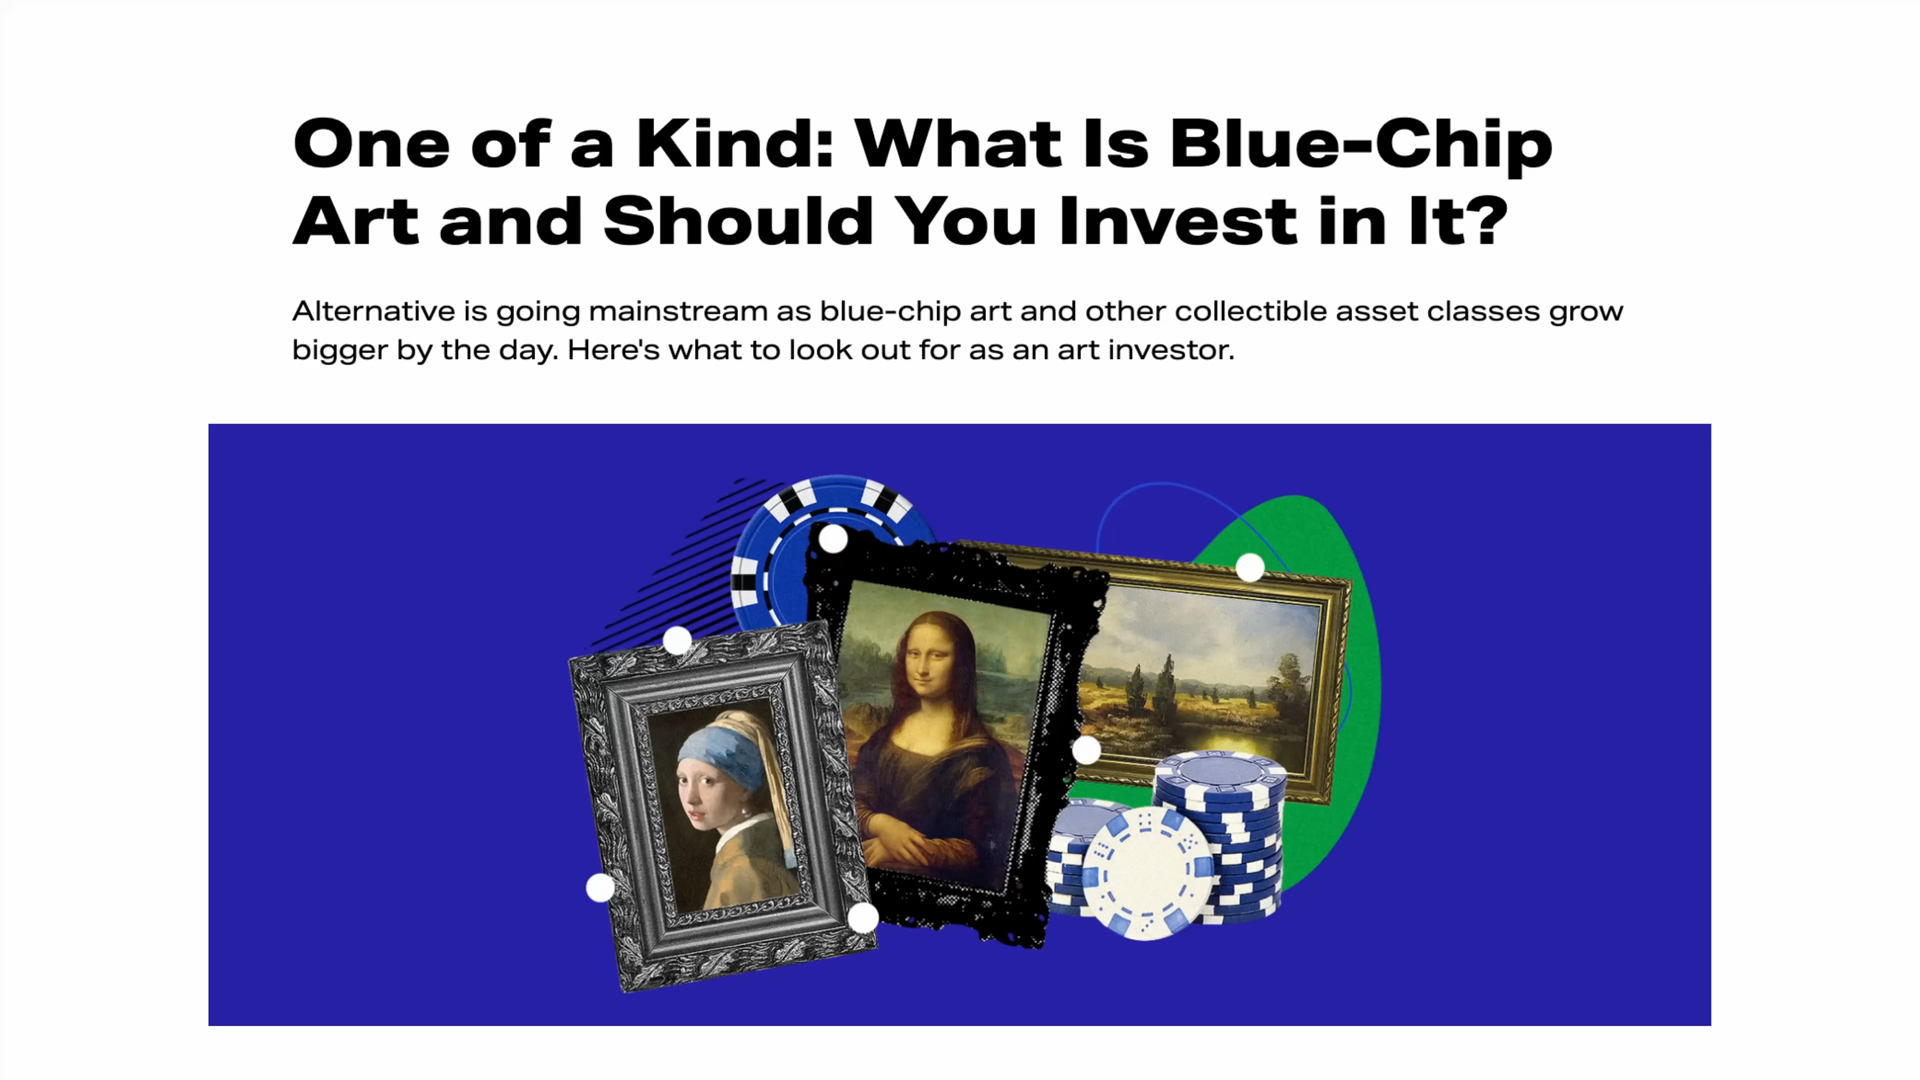 One of a Kind: What Is Blue-Chip
Art and Should You Invest in It?
Alternative is going mainstream as blue-chip art and other collectible asset classes grow
bigger by the day. Here's what to look out for as an art investor.